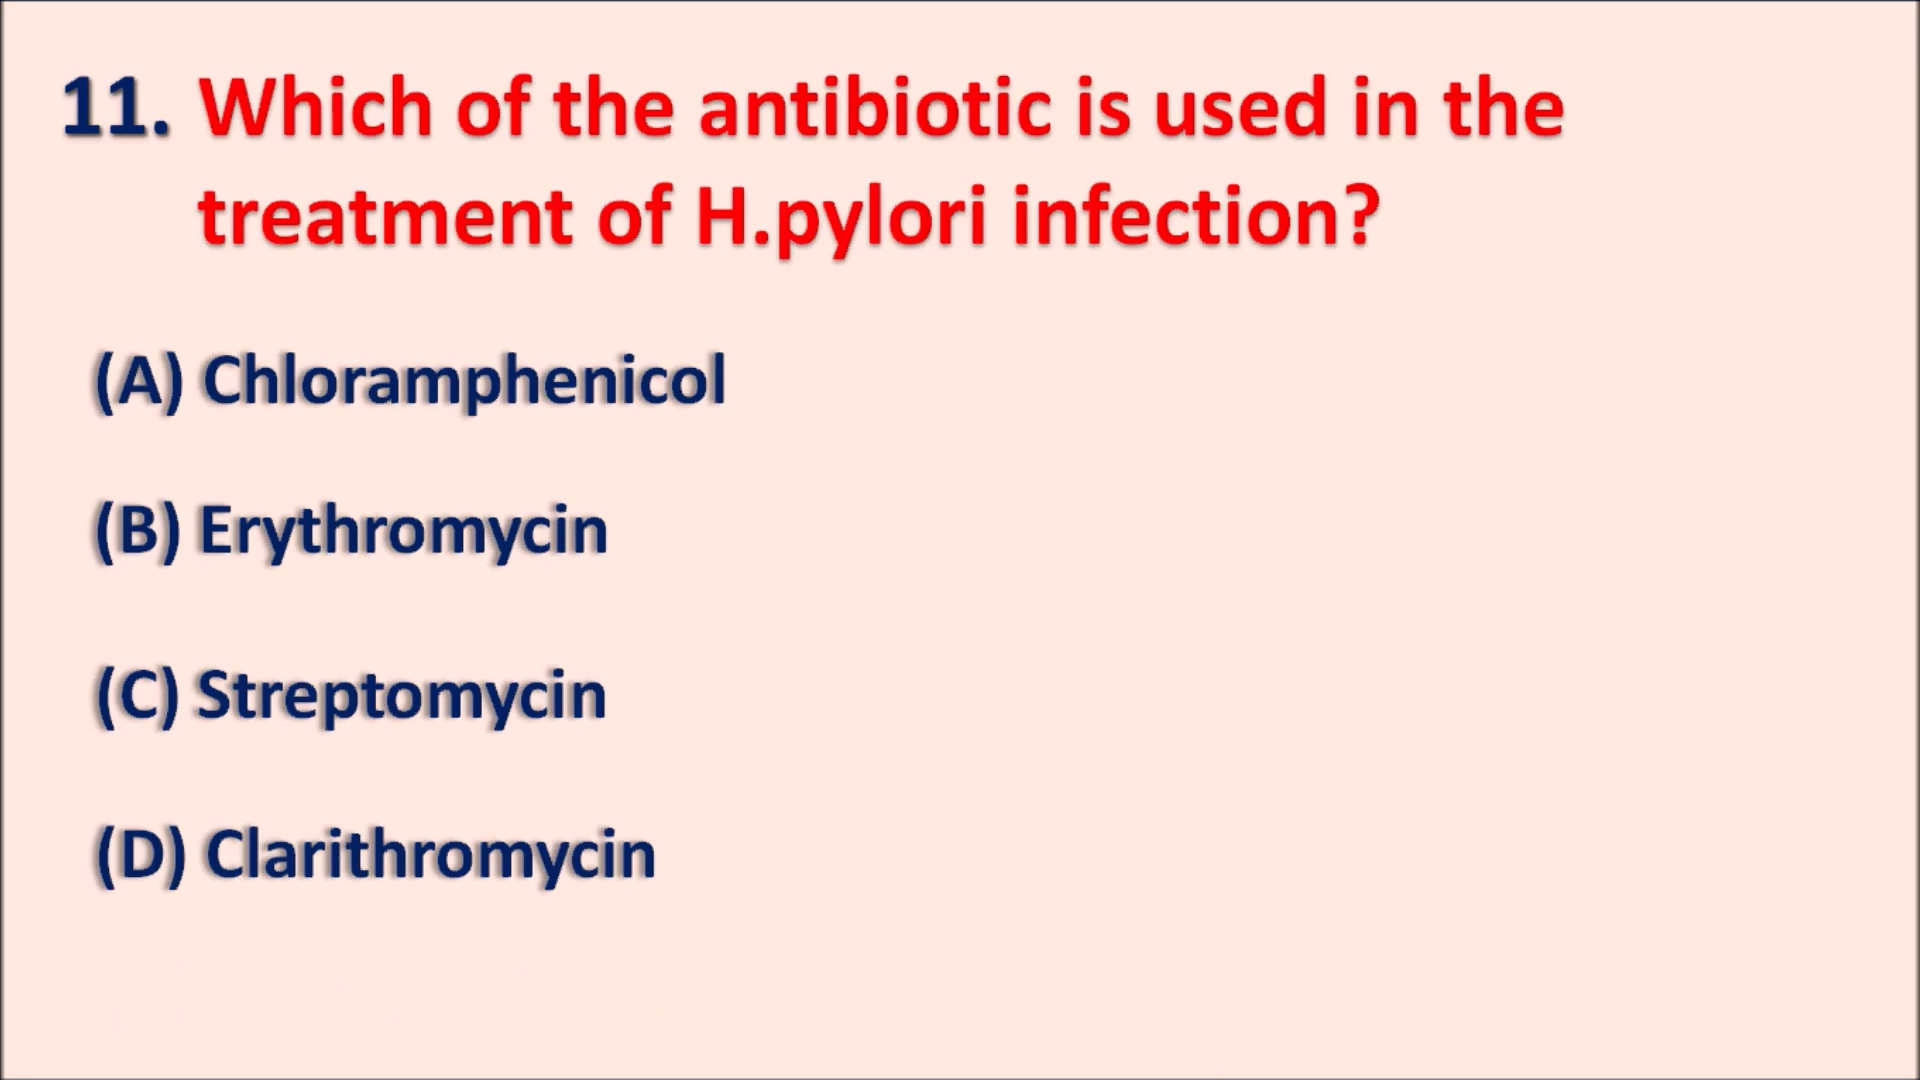 11. Which of the antibiotic is used in the
treatment of H.pylori infection?
(A) Chloramphenicol
(B) Erythromycin
(C) Streptomycin
(D) Clarithromycin